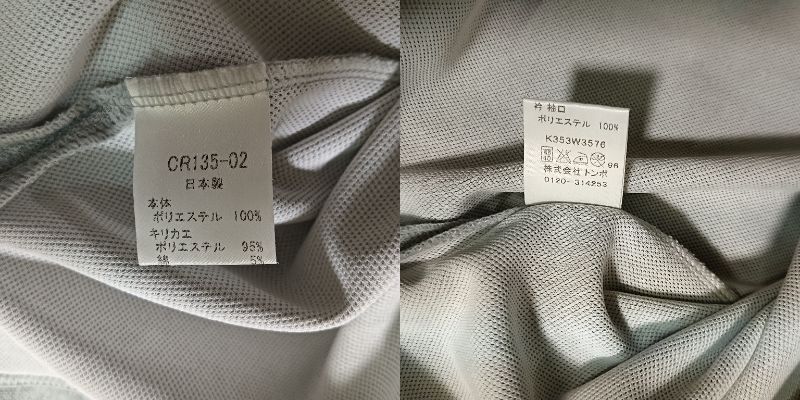 CR135-02
日本製
本体
ポリエステル 100%
キリカエ
ポリエステル 95%
綿 5%
衿 袖口
ポリエステル 100%
K353W3576
96
株式会社 トンボ
0120-314253